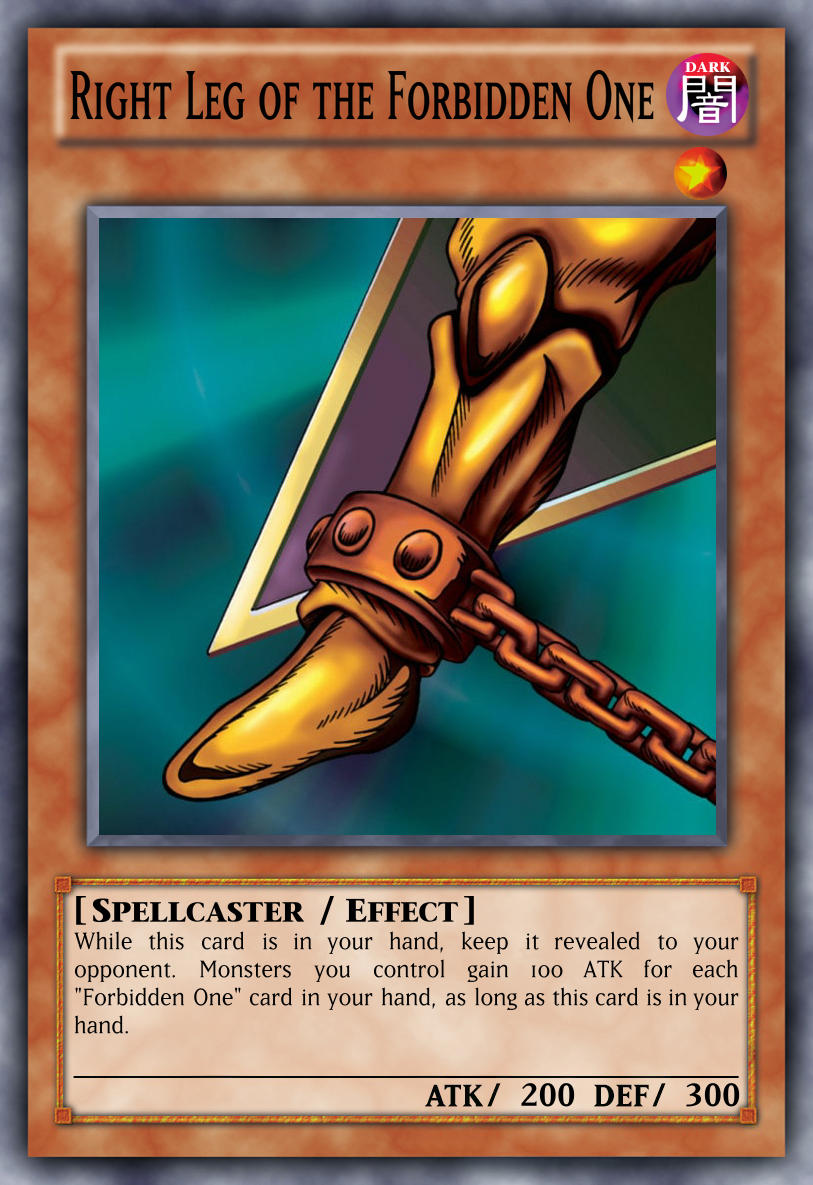 Right Leg of the Forbidden One
DARK
闇
[ Spellcaster / Effect ]
While this card is in your hand, keep it revealed to your
opponent. Monsters you control gain 100 ATK for each
"Forbidden One" card in your hand, as long as this card is in your
hand.
ATK/ 200 DEF/ 300